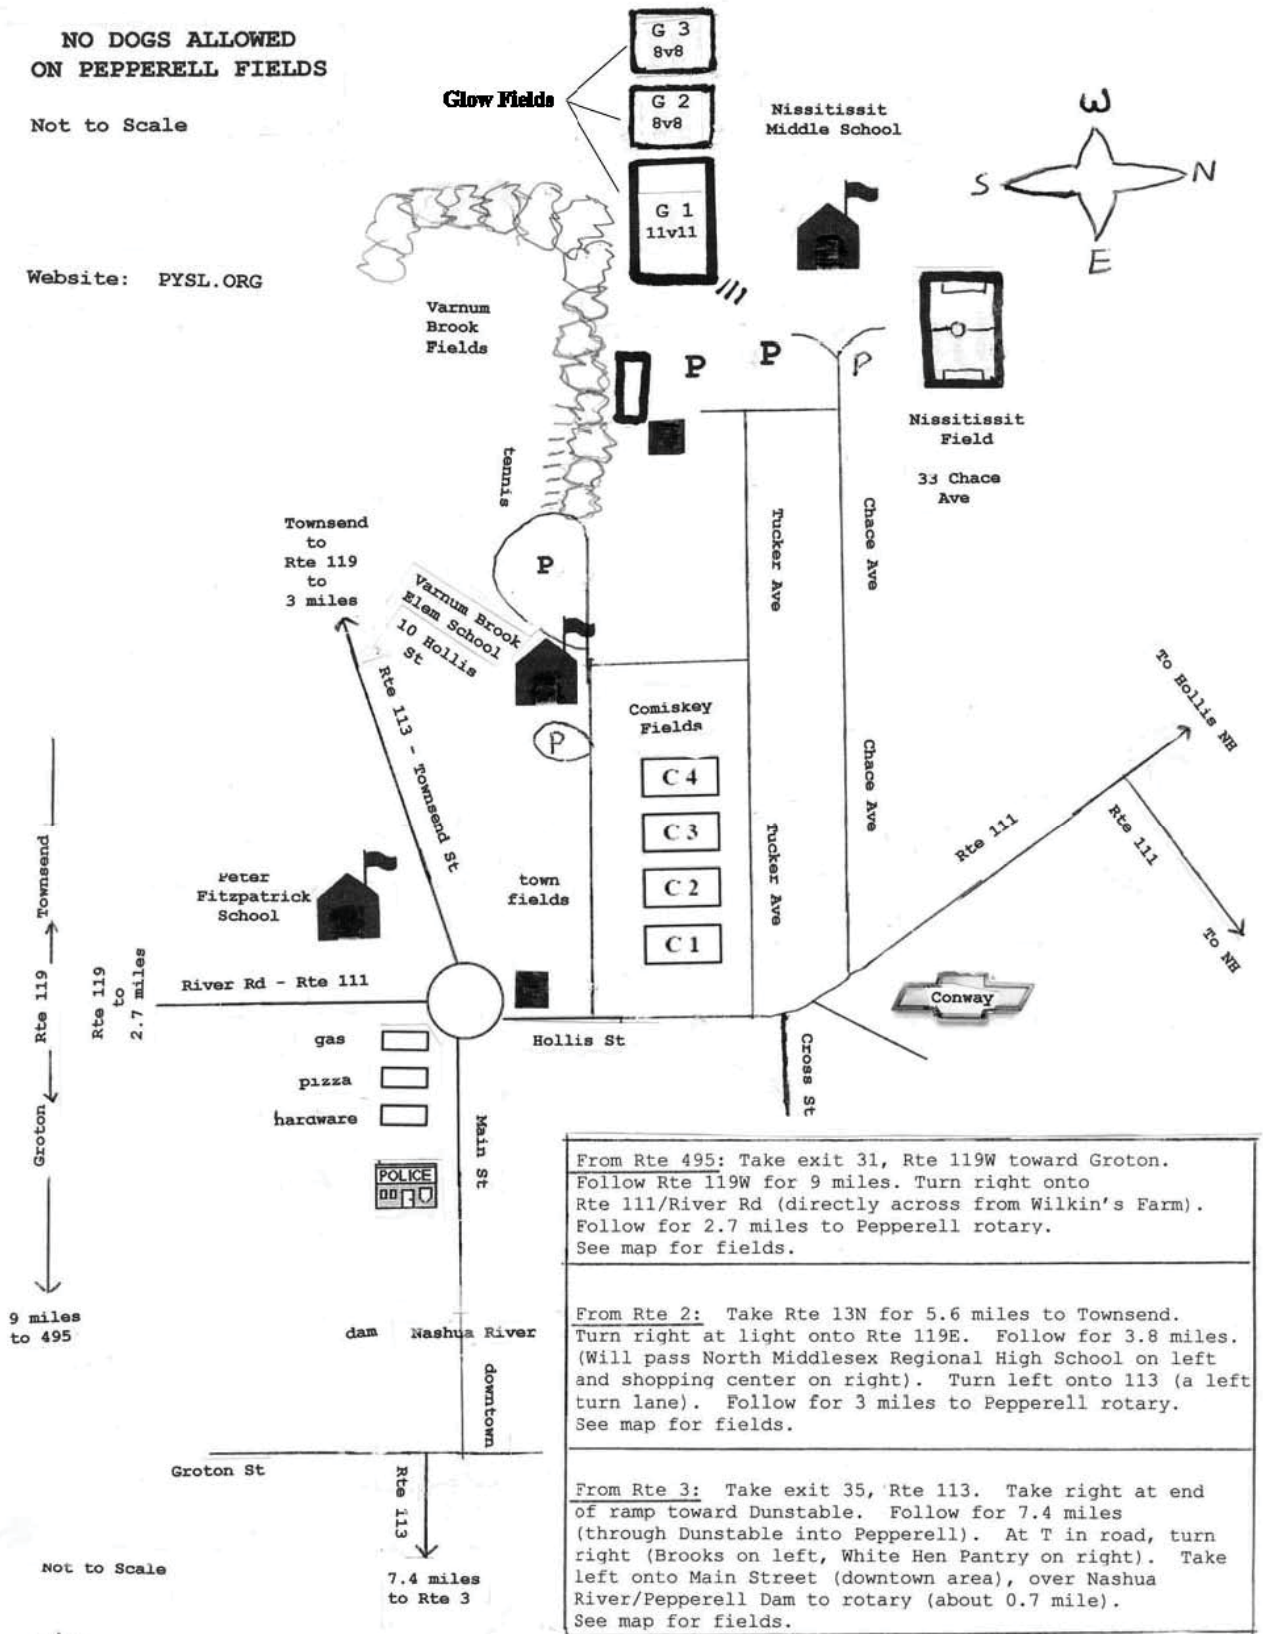 NO DOGS ALLOWED
ON PEPPERELL FIELDS
Not to Scale
Website: PYSL.ORG
G 3
8v8
Glow Fields
G 2
8v8
G 1
11v11
Nissitissit
Middle School
W
S
N
E
Varnum
Brook
Fields
P
P
P
Nissitissit
Field
33 Chace
Ave
tennis
Townsend
to
Rte 119
to
3 miles
P
Varnum Brook
Elem School
10 Hollis
St
Tucker Ave
Chace Ave
Rte 113 - Townsend St
P
Comiskey
Fields
C 4
C 3
C 2
C 1
Tucker Ave
Chace Ave
To Hollis NH
Rte 111
Rte 111
To NH
Peter
Fitzpatrick
School
town
fields
Townsend
Rte 119
Groton
Rte 119
to
2.7 miles
River Rd - Rte 111
Conway
gas
pizza
hardware
POLICE
Hollis St
Cross St
Main St
9 miles
to 495
dam
Nashua River
downtown
Groton St
Rte 113
7.4 miles
to Rte 3
Not to Scale
From Rte 495: Take exit 31, Rte 119W toward Groton.
Follow Rte 119W for 9 miles. Turn right onto
Rte 111/River Rd (directly across from Wilkin's Farm).
Follow for 2.7 miles to Pepperell rotary.
See map for fields.
From Rte 2: Take Rte 13N for 5.6 miles to Townsend.
Turn right at light onto Rte 119E. Follow for 3.8 miles.
(Will pass North Middlesex Regional High School on left
and shopping center on right). Turn left onto 113 (a left
turn lane). Follow for 3 miles to Pepperell rotary.
See map for fields.
From Rte 3: Take exit 35, Rte 113. Take right at end
of ramp toward Dunstable. Follow for 7.4 miles
(through Dunstable into Pepperell). At T in road, turn
right (Brooks on left, White Hen Pantry on right). Take
left onto Main Street (downtown area), over Nashua
River/Pepperell Dam to rotary (about 0.7 mile).
See map for fields.